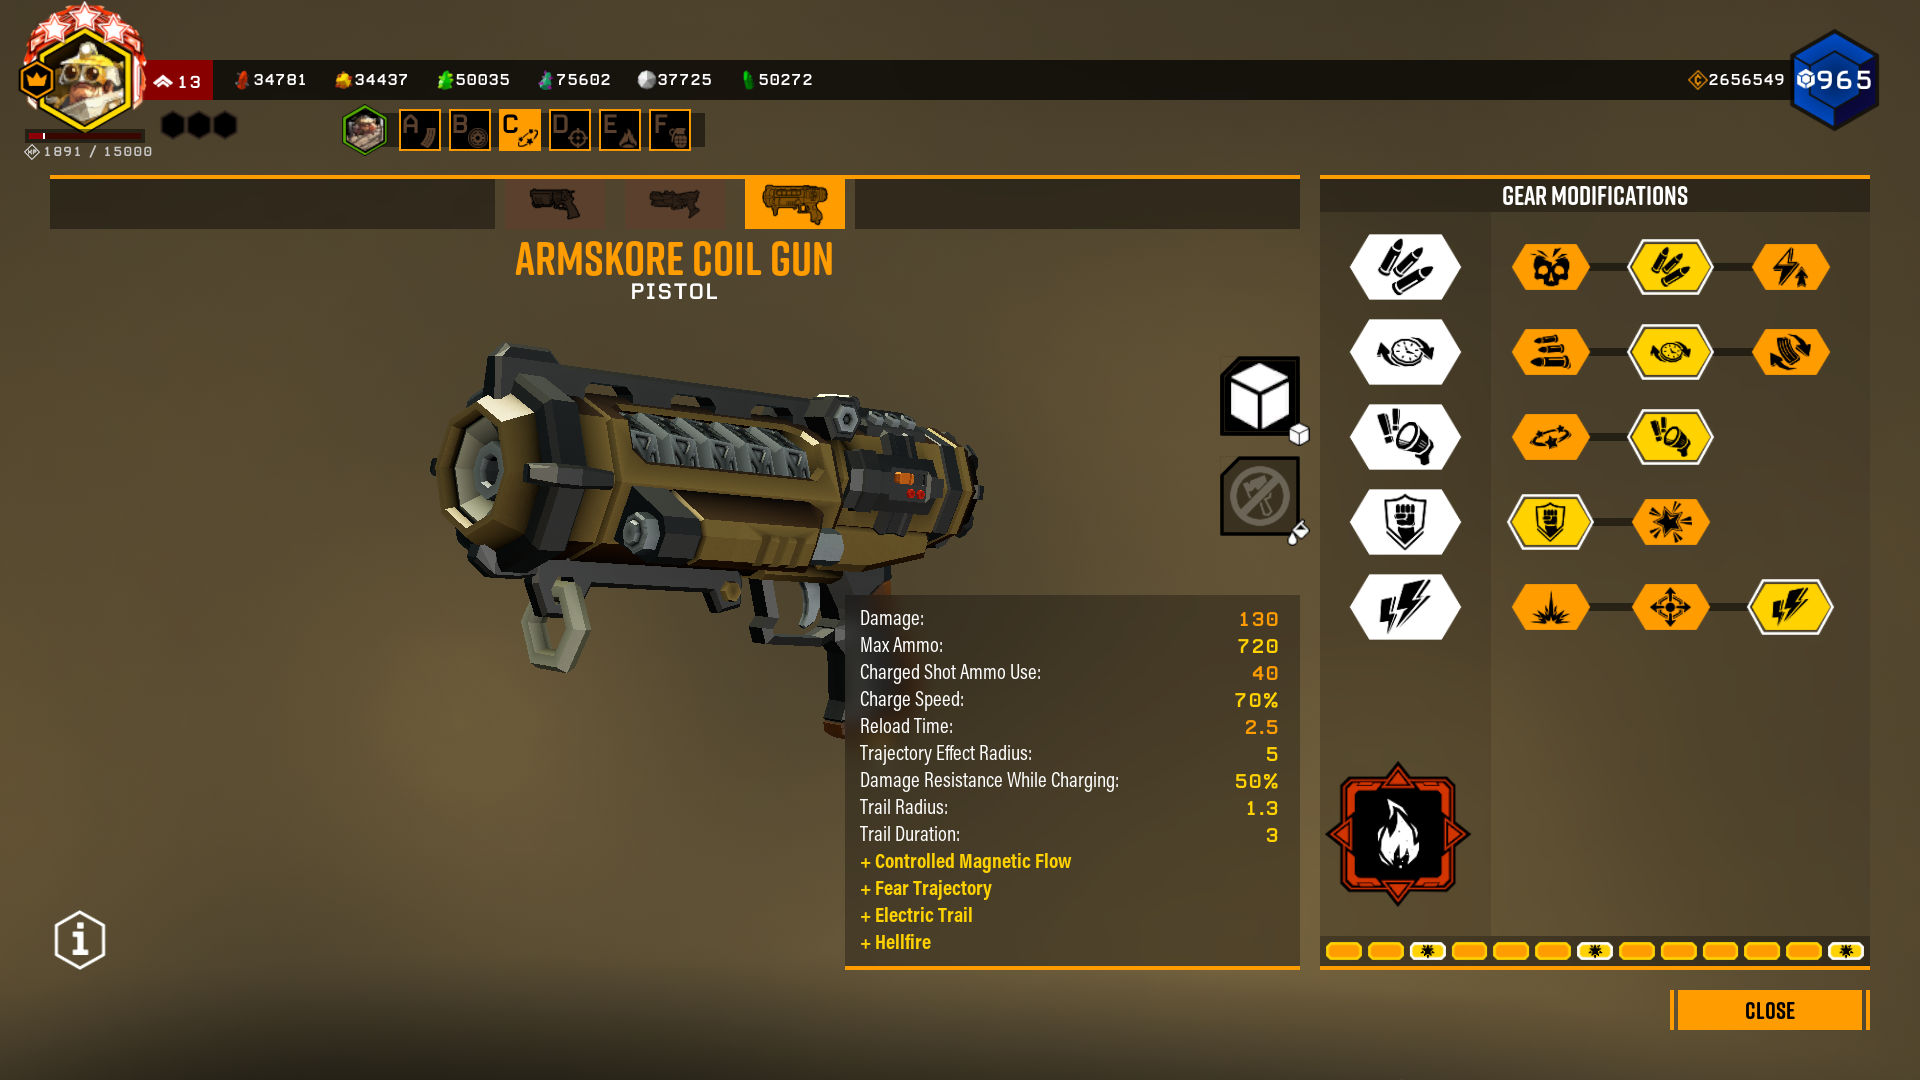 13 34781 34437 50035 75602 37725 50272 2656549 965
1891 / 15000
A B C D E F
GEAR MODIFICATIONS
ARMSKORE COIL GUN
PISTOL
Damage: 130
Max Ammo: 720
Charged Shot Ammo Use: 40
Charge Speed: 70%
Reload Time: 2.5
Trajectory Effect Radius: 5
Damage Resistance While Charging: 50%
Trail Radius: 1.3
Trail Duration: 3
+ Controlled Magnetic Flow
+ Fear Trajectory
+ Electric Trail
+ Hellfire
CLOSE